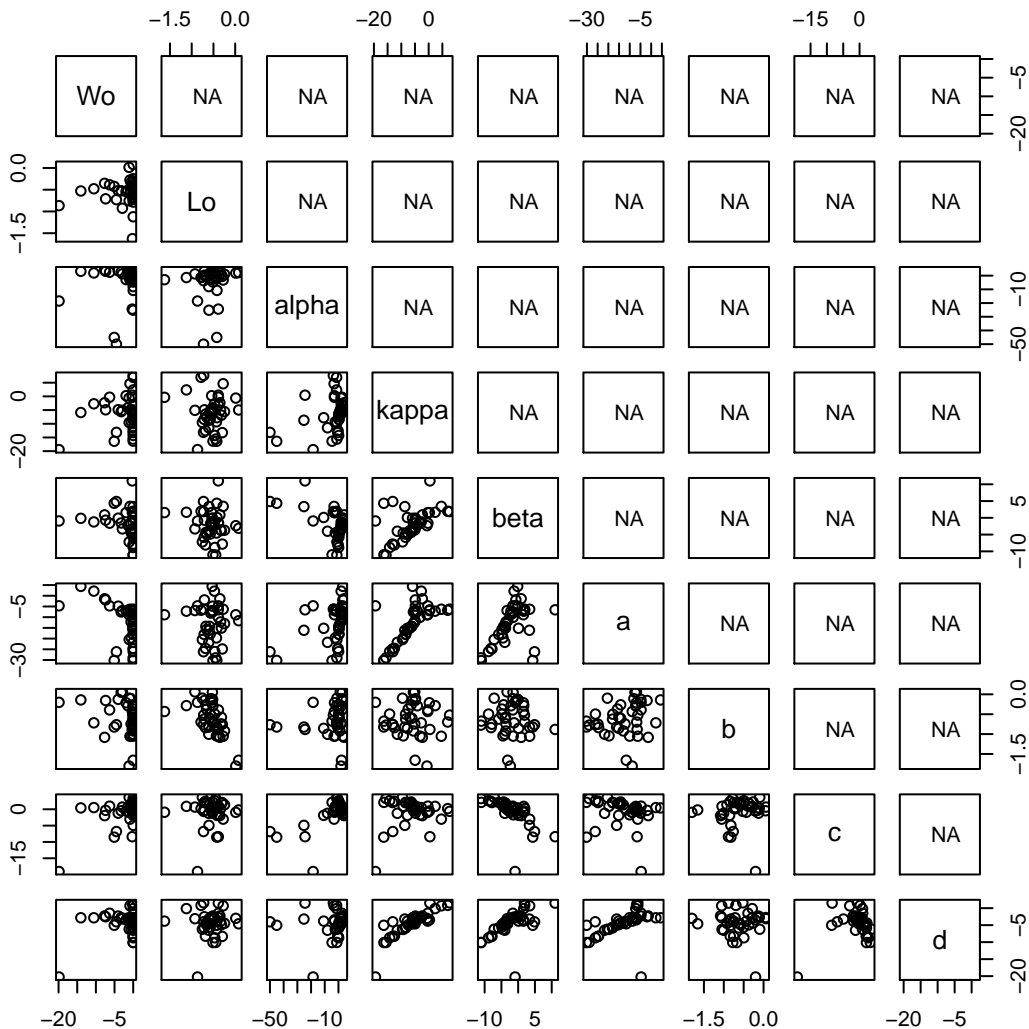 −1.5 0.0 −20 0 −30 −5 −15 0
Wo NA NA NA NA NA NA NA NA −20 −5
−1.5 0.0 Lo NA NA NA NA NA NA NA
alpha NA NA NA NA NA NA −50 −10
−20 0 kappa NA NA NA NA NA
beta NA NA NA NA −10 5
−30 −5 a NA NA NA
b NA NA −1.5 0.0
−15 0 c NA
d −20 −5
−20 −5 −50 −10 −10 5 −1.5 0.0 −20 −5